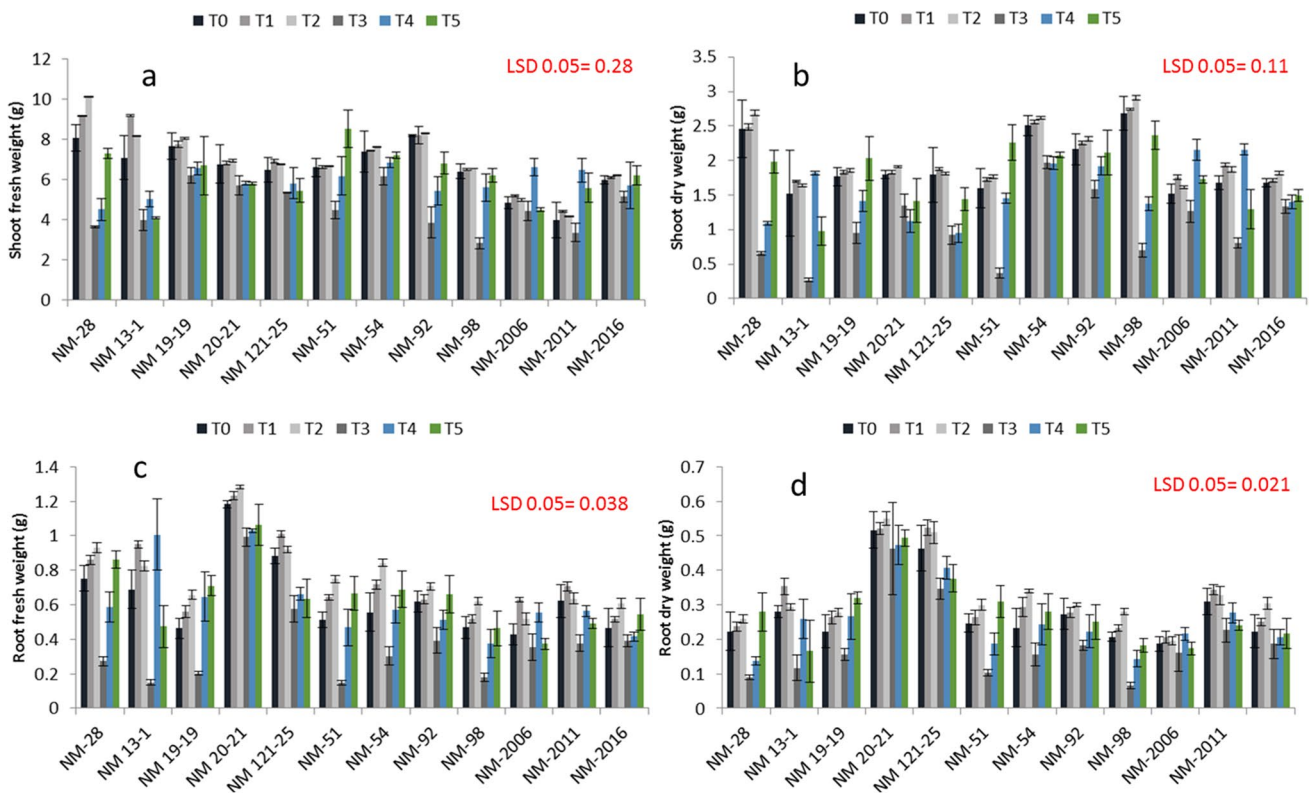 T0 T1 T2 T3 T4 T5
a
LSD 0.05= 0.28
Shoot fresh weight (g)
12
10
8
6
4
2
0
NM-28
NM 13-1
NM 19-19
NM 20-21
NM 121-25
NM-51
NM-54
NM-92
NM-98
NM-2006
NM-2011
NM-2016
T0 T1 T2 T3 T4 T5
b
LSD 0.05= 0.11
Shoot dry weight (g)
3.5
3
2.5
2
1.5
1
0.5
0
NM-28
NM 13-1
NM 19-19
NM 20-21
NM 121-25
NM-51
NM-54
NM-92
NM-98
NM-2006
NM-2011
NM-2016
T0 T1 T2 T3 T4 T5
c
LSD 0.05= 0.038
Root fresh weight (g)
1.4
1.2
1
0.8
0.6
0.4
0.2
0
NM-28
NM 13-1
NM 19-19
NM 20-21
NM 121-25
NM-51
NM-54
NM-92
NM-98
NM-2006
NM-2011
NM-2016
T0 T1 T2 T3 T4 T5
d
LSD 0.05= 0.021
Root dry weight (g)
0.7
0.6
0.5
0.4
0.3
0.2
0.1
0
NM-28
NM 13-1
NM 19-19
NM 20-21
NM 121-25
NM-51
NM-54
NM-92
NM-98
NM-2006
NM-2011